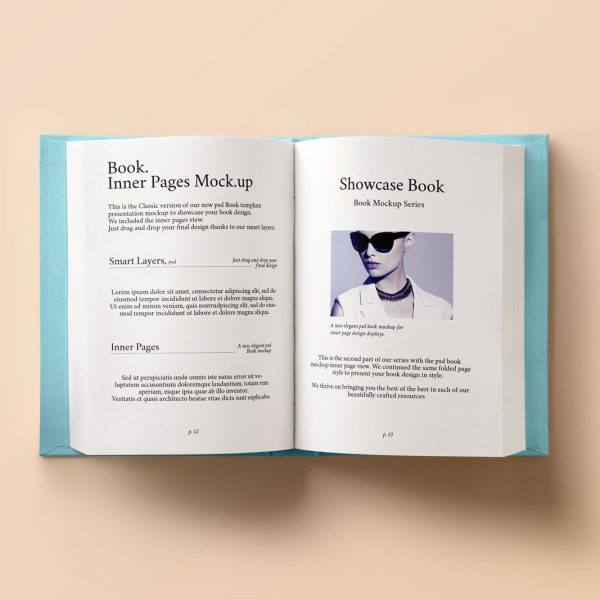 Book.
Inner Pages Mock.up
This is the Classic version of our new psd Book template
presentation mockup to showcase your book design.
We included the inner pages view.
Just drag and drop your final design thanks to our smart layers.
Smart Layers, psd
Just drag and drop your
final design
Lorem ipsum dolor sit amet, consectetur adipiscing elit, sed do
eiusmod tempor incididunt ut labore et dolore magna aliqua.
Ut enim ad minim veniam, quis nostrudpiscing elit, sed do eius-
mod tempor incididunt ut labore et dolore magna aliqua.
Inner Pages
A new elegant psd
Book mockup
Sed ut perspiciatis unde omnis iste natus error sit vo-
luptatem accusantium doloremque laudantium, totam rem
aperiam, eaque ipsa quae ab illo inventor.
Veritatis et quasi architecto beatae vitae dicta sunt explicabo.
p. 12
Showcase Book
Book Mockup Series
A new elegant psd book mockup for
inner page design displays.
This is the second part of our series with the psd book
mockup inner page view. We continued the same folded page
style to present your book design in style.
We thrive on bringing you the best of the best in each of our
beautifully crafted resources
p. 13